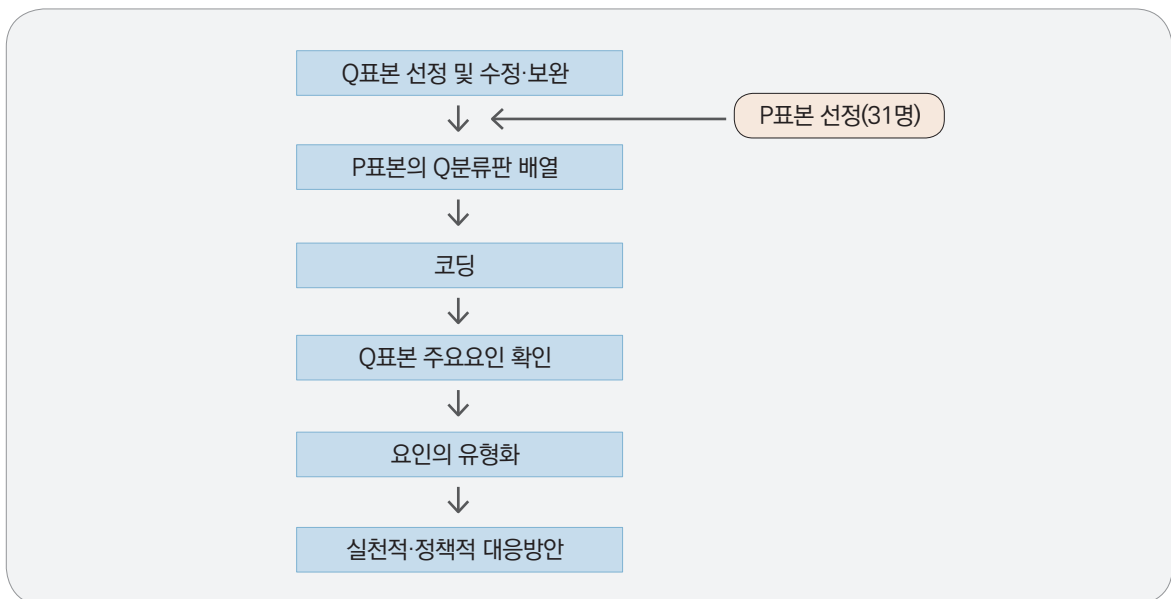 Q표본 선정 및 수정·보완
P표본 선정(31명)
P표본의 Q분류판 배열
코딩
Q표본 주요요인 확인
요인의 유형화
실천적·정책적 대응방안